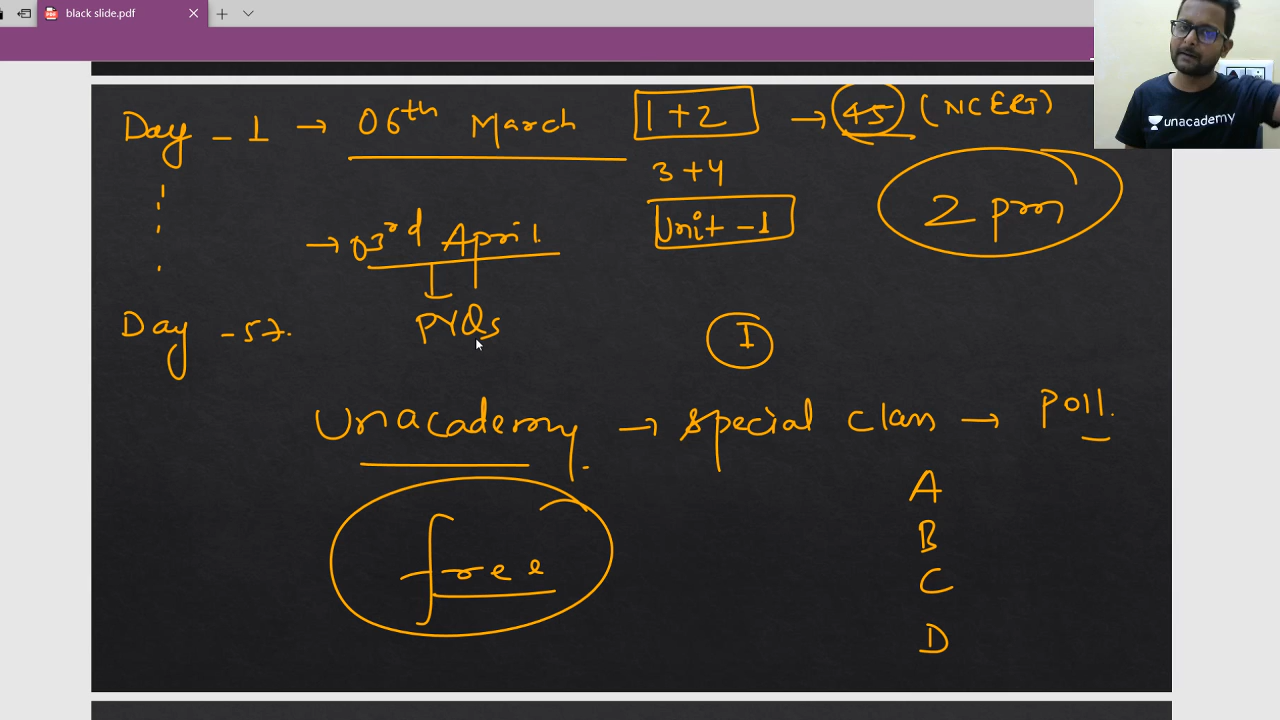 black slide.pdf
unacademy
Day - 1 → 06th March 1 + 2 → 45 (NCERT)
3 + 4
2 pm
→ 03rd April Unit - 1
Day - 57.
PYQs
I
Unacademy → special class → Poll.
free
A
B
C
D